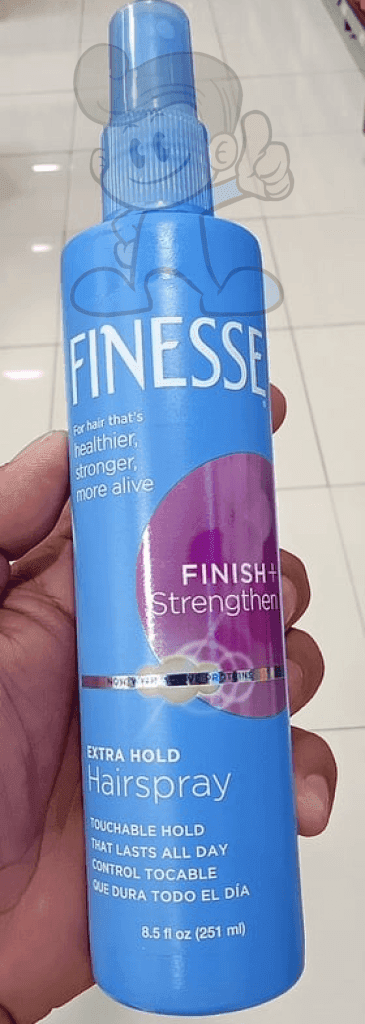 FINESSE
For hair that's
healthier,
stronger,
more alive
FINISH+
Strengthen
EXTRA HOLD
Hairspray
TOUCHABLE HOLD
THAT LASTS ALL DAY
CONTROL TOCABLE
QUE DURA TODO EL DÍA
8.5 fl oz (251 ml)